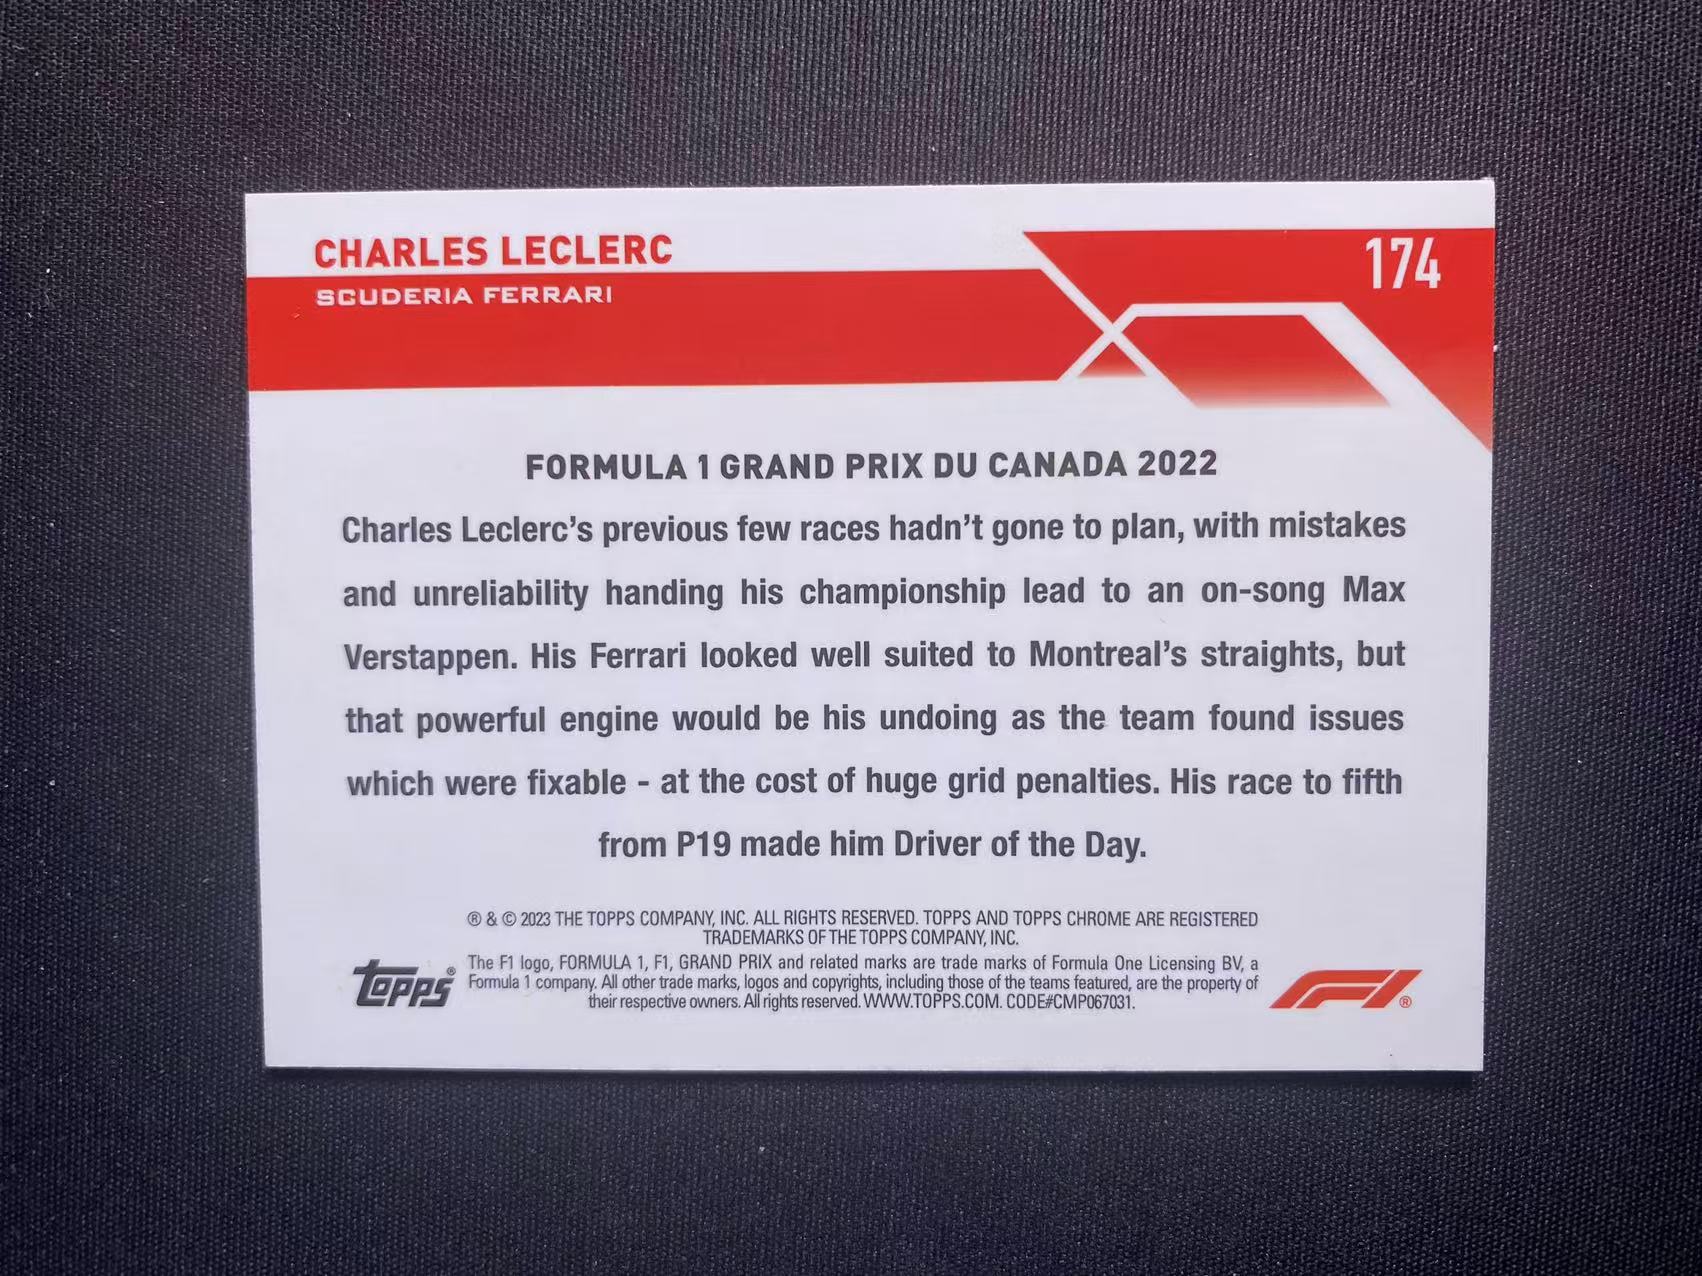 CHARLES LECLERC
SCUDERIA FERRARI
174
FORMULA 1 GRAND PRIX DU CANADA 2022
Charles Leclerc's previous few races hadn't gone to plan, with mistakes
and unreliability handing his championship lead to an on-song Max
Verstappen. His Ferrari looked well suited to Montreal's straights, but
that powerful engine would be his undoing as the team found issues
which were fixable - at the cost of huge grid penalties. His race to fifth
from P19 made him Driver of the Day.
® & © 2023 THE TOPPS COMPANY, INC. ALL RIGHTS RESERVED. TOPPS AND TOPPS CHROME ARE REGISTERED
TRADEMARKS OF THE TOPPS COMPANY, INC.
The F1 logo, FORMULA 1, F1, GRAND PRIX and related marks are trade marks of Formula One Licensing BV, a
Formula 1 company. All other trade marks, logos and copyrights, including those of the teams featured, are the property of
their respective owners. All rights reserved. WWW.TOPPS.COM. CODE#CMP067031.
Topps®
F1®